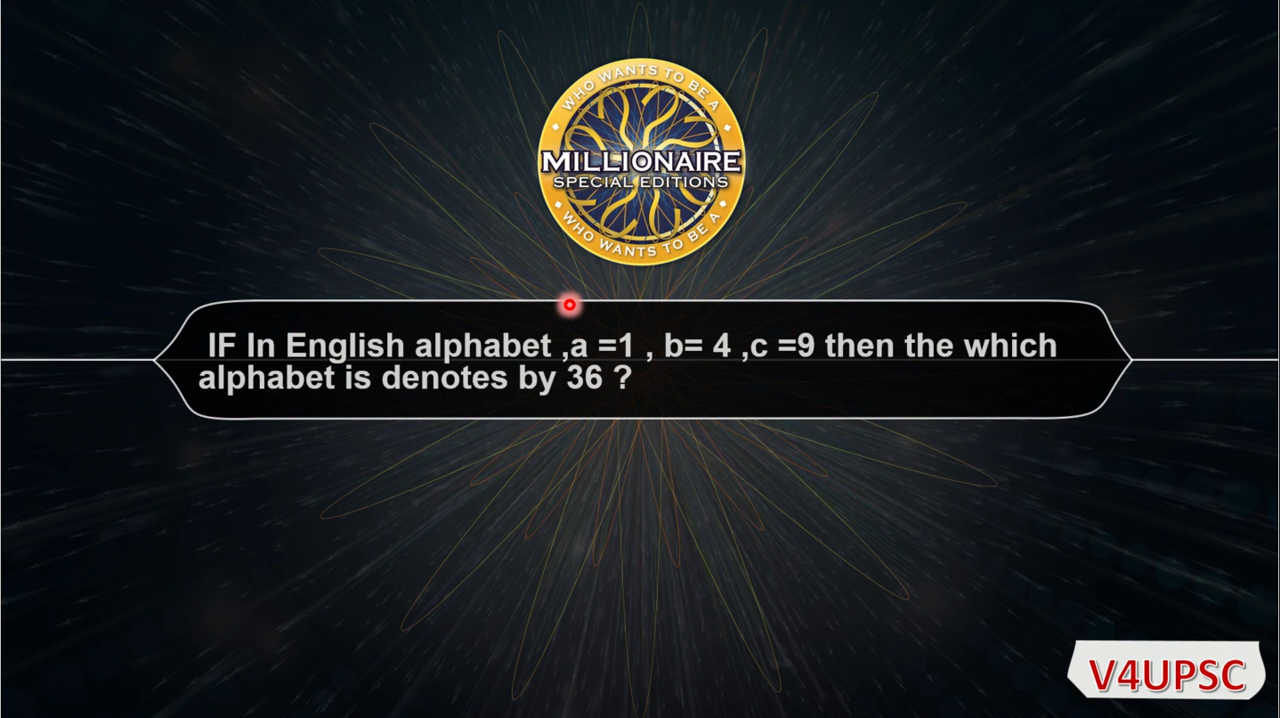 WHO WANTS TO BE A
MILLIONAIRE
SPECIAL EDITIONS
WHO WANTS TO BE A
IF In English alphabet ,a =1 , b= 4 ,c =9 then the which
alphabet is denotes by 36 ?
V4UPSC